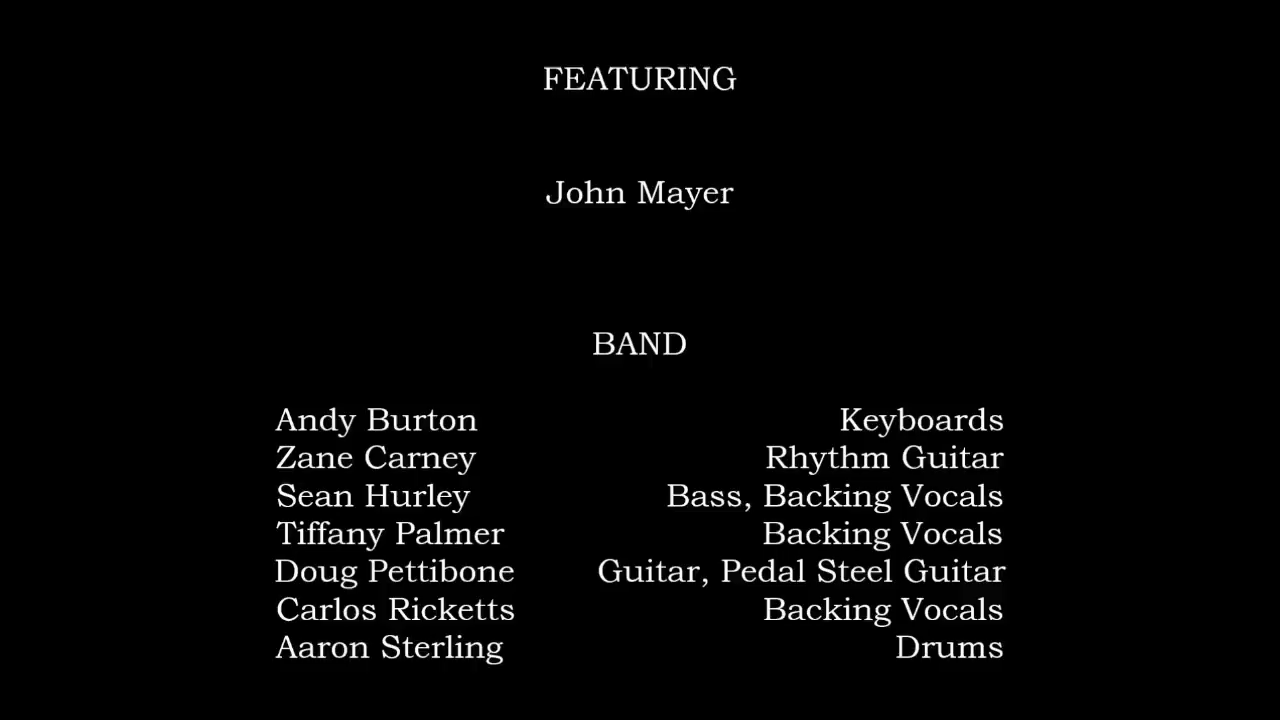 FEATURING
John Mayer
BAND
Andy Burton Keyboards
Zane Carney Rhythm Guitar
Sean Hurley Bass, Backing Vocals
Tiffany Palmer Backing Vocals
Doug Pettibone Guitar, Pedal Steel Guitar
Carlos Ricketts Backing Vocals
Aaron Sterling Drums